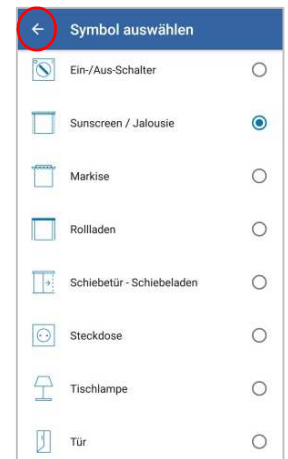 Symbol auswählen
Ein-/Aus-Schalter
Sunscreen / Jalousie
Markise
Rollladen
Schiebetür - Schiebeladen
Steckdose
Tischlampe
Tür